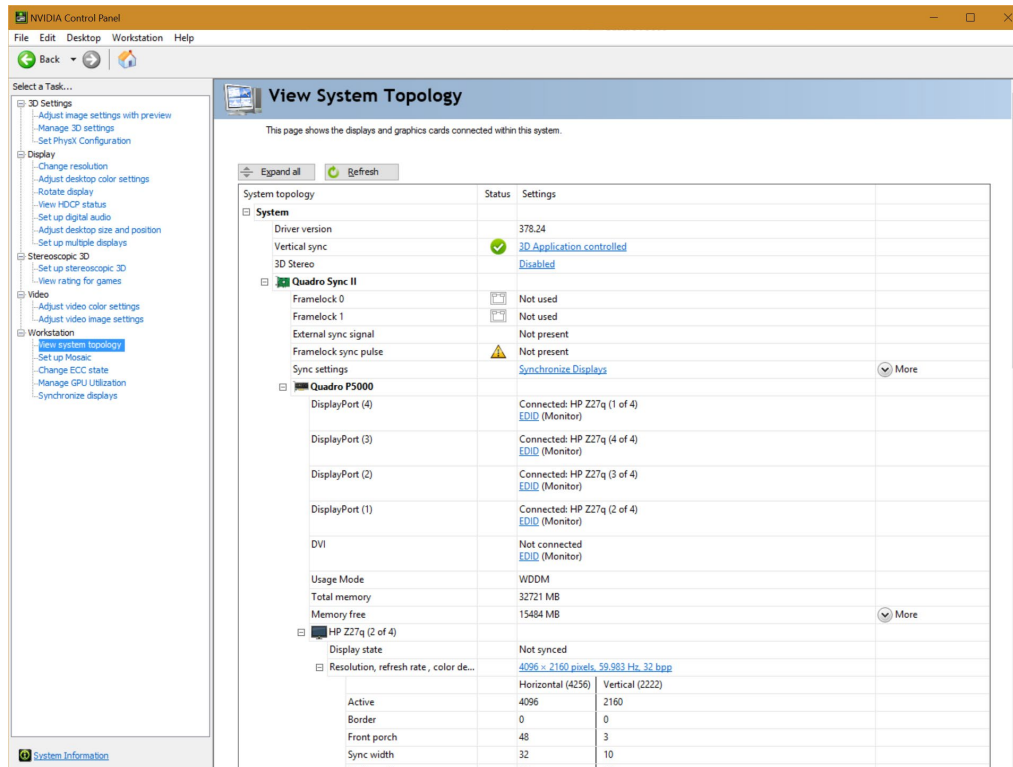 NVIDIA Control Panel
File Edit Desktop Workstation Help
Back
Select a Task...
3D Settings
Adjust image settings with preview
Manage 3D settings
Set PhysX Configuration
Display
Change resolution
Adjust desktop color settings
Rotate display
View HDCP status
Set up digital audio
Adjust desktop size and position
Set up multiple displays
Stereoscopic 3D
Set up stereoscopic 3D
View rating for games
Video
Adjust video color settings
Adjust video image settings
Workstation
View system topology
Set up Mosaic
Change ECC state
Manage GPU Utilization
Synchronize displays
System Information
View System Topology
This page shows the displays and graphics cards connected within this system.
Expand all Refresh
System topology Status Settings
System
Driver version 378.24
Vertical sync 3D Application controlled
3D Stereo Disabled
Quadro Sync II
Framelock 0 Not used
Framelock 1 Not used
External sync signal Not present
Framelock sync pulse Not present
Sync settings Synchronize Displays More
Quadro P5000
DisplayPort (4) Connected: HP Z27q (1 of 4)
EDID (Monitor)
DisplayPort (3) Connected: HP Z27q (4 of 4)
EDID (Monitor)
DisplayPort (2) Connected: HP Z27q (3 of 4)
EDID (Monitor)
DisplayPort (1) Connected: HP Z27q (2 of 4)
EDID (Monitor)
DVI Not connected
EDID (Monitor)
Usage Mode WDDM
Total memory 32721 MB
Memory free 15484 MB More
HP Z27q (2 of 4)
Display state Not synced
Resolution, refresh rate , color de... 4096 × 2160 pixels, 59.983 Hz, 32 bpp
Horizontal (4256) Vertical (2222)
Active 4096 2160
Border 0 0
Front porch 48 3
Sync width 32 10